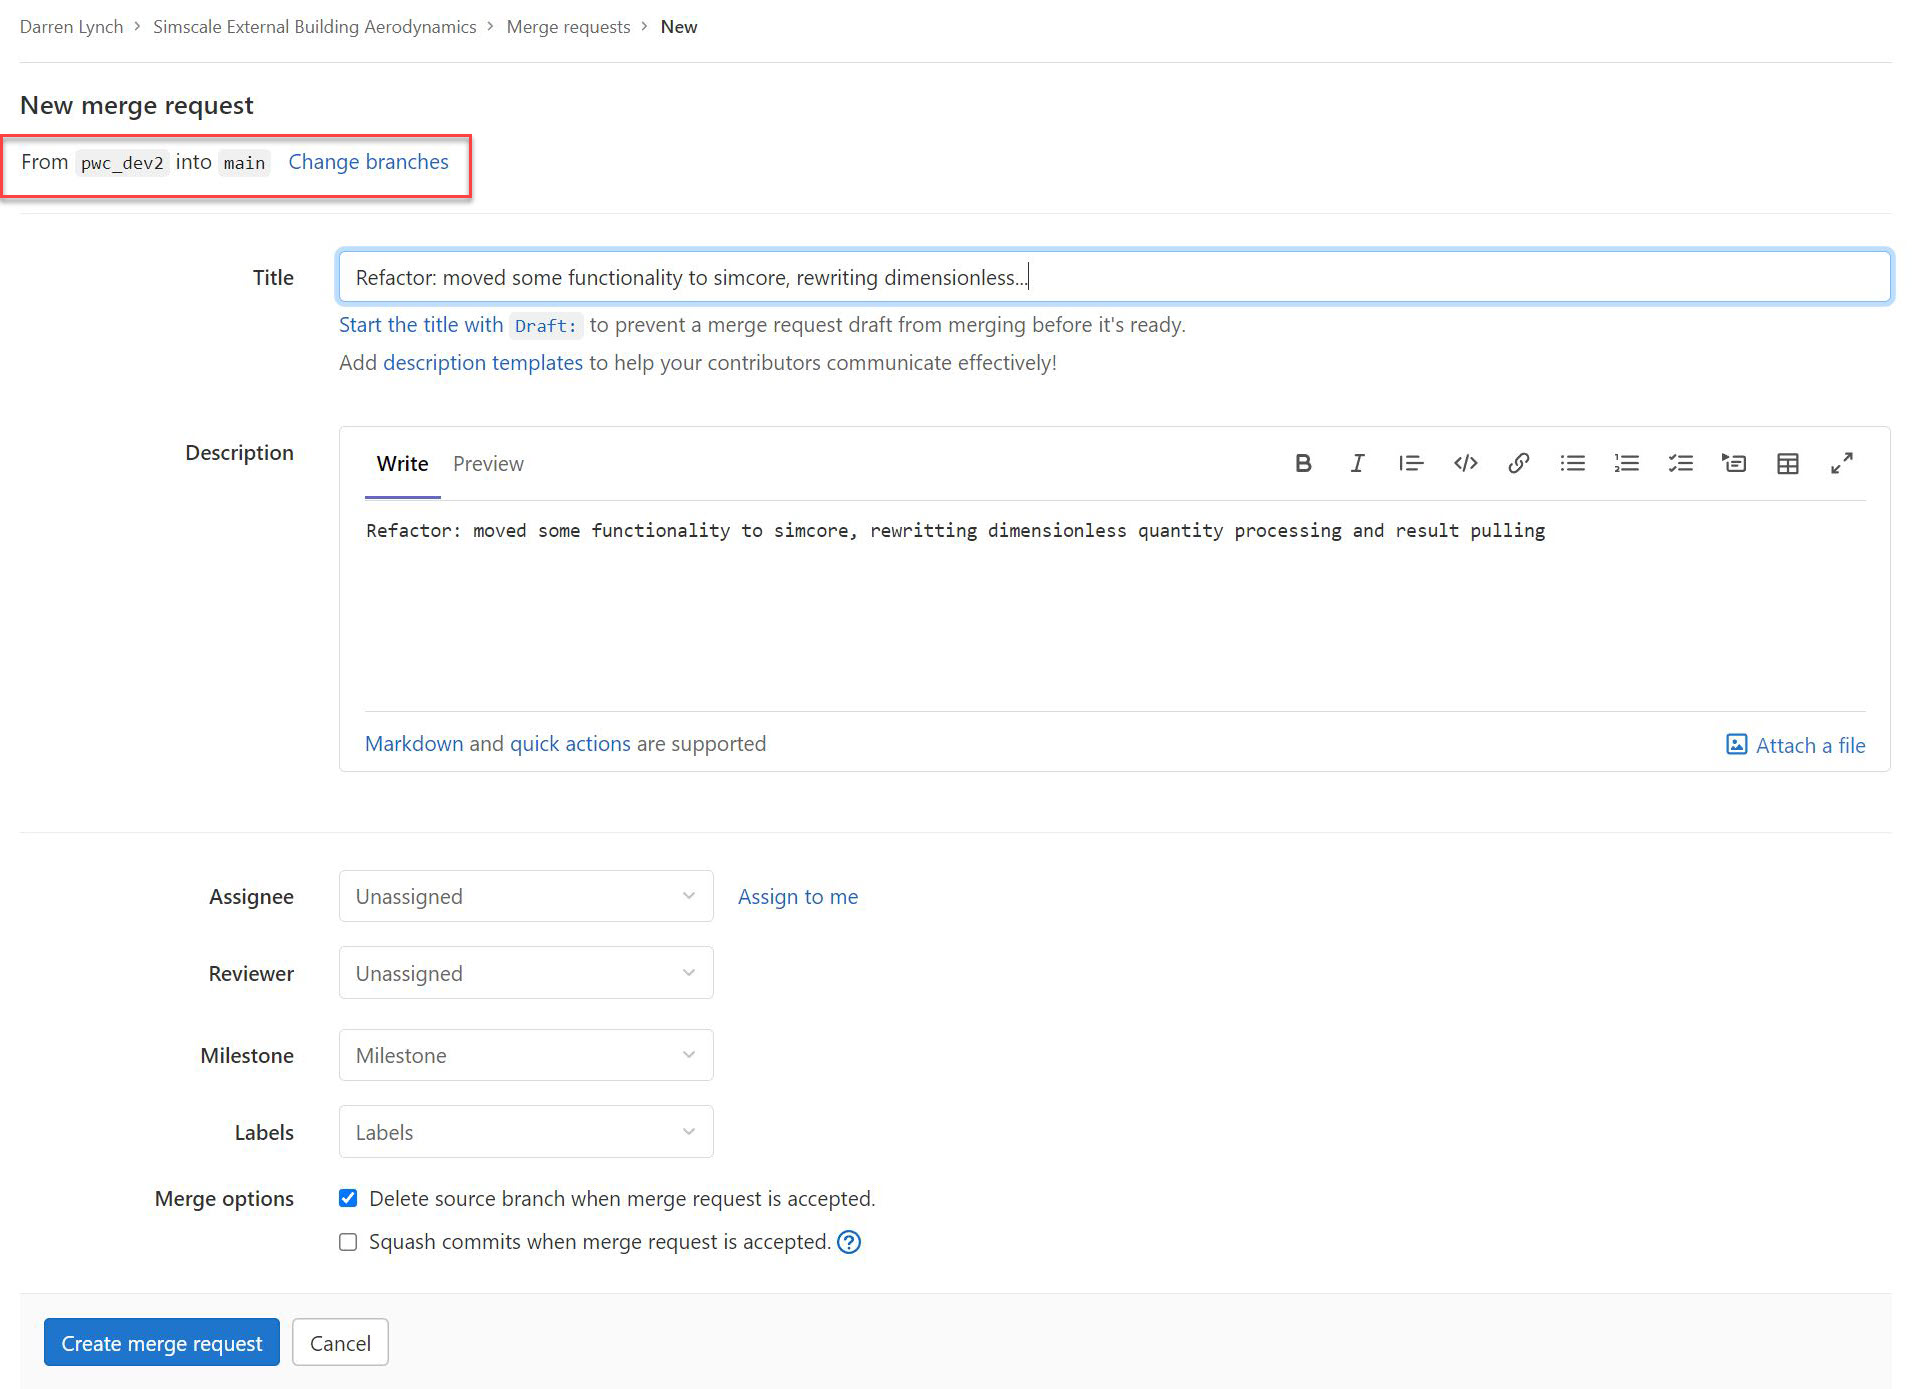 Darren Lynch > Simscale External Building Aerodynamics > Merge requests > New
New merge request
From pwc_dev2 into main Change branches
Title
Refactor: moved some functionality to simcore, rewriting dimensionless...
Start the title with Draft: to prevent a merge request draft from merging before it's ready.
Add description templates to help your contributors communicate effectively!
Description
Write Preview
Refactor: moved some functionality to simcore, rewritting dimensionless quantity processing and result pulling
Markdown and quick actions are supported
Attach a file
Assignee Unassigned Assign to me
Reviewer Unassigned
Milestone Milestone
Labels Labels
Merge options Delete source branch when merge request is accepted.
Squash commits when merge request is accepted.
Create merge request Cancel